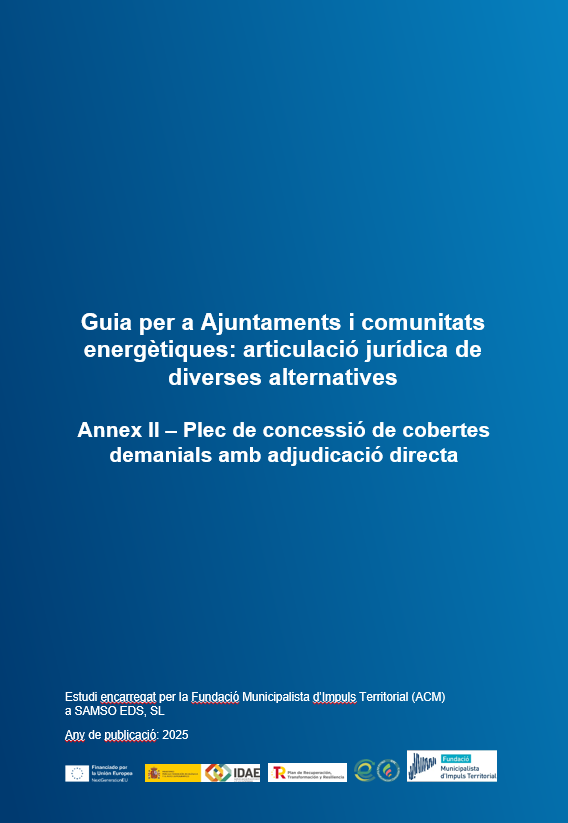 Guia per a Ajuntaments i comunitats
energètiques: articulació jurídica de
diverses alternatives
Annex II – Plec de concessió de cobertes
demanials amb adjudicació directa
Estudi encarregat per la Fundació Municipalista d'Impuls Territorial (ACM)
a SAMSO EDS, SL
Any de publicació: 2025
Financiado por
la Unión Europea
NextGenerationEU
IDAE
Plan de Recuperación,
Transformación y Resiliencia
Fundació
Municipalista
d'Impuls Territorial